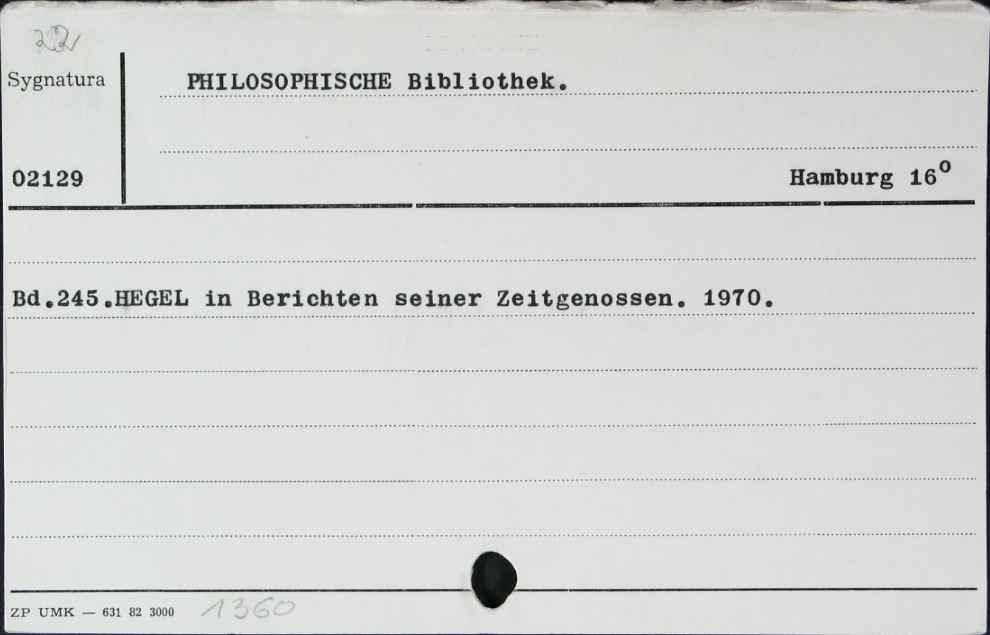 Sygnatura
PHILOSOPHISCHE Bibliothek.
02129
Hamburg 16º
Bd.245.HEGEL in Berichten seiner Zeitgenossen. 1970.
ZP UMK — 631 82 3000 1360